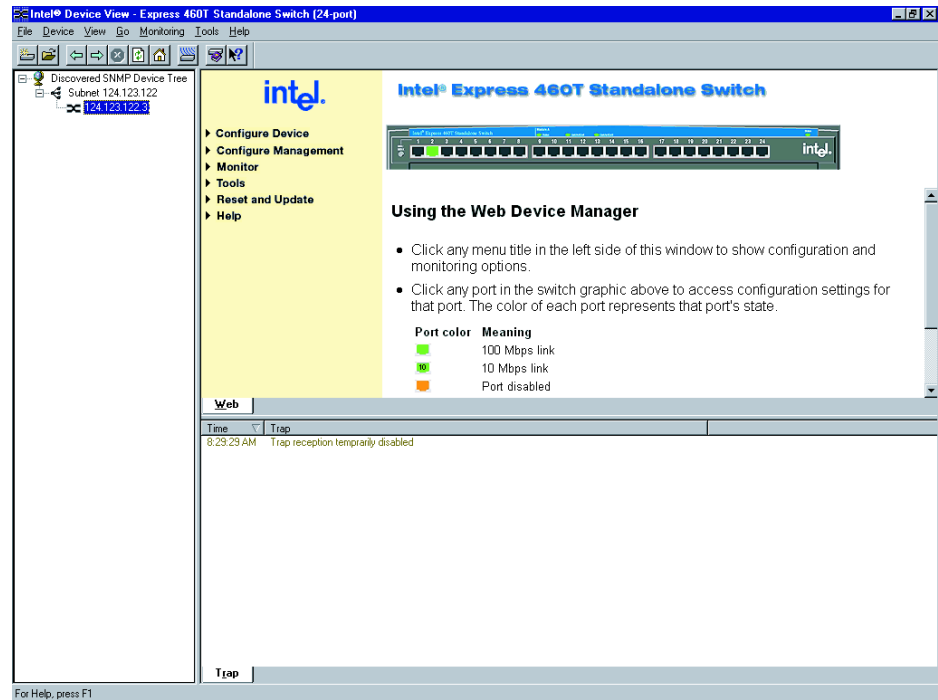 Intel® Device View - Express 460T Standalone Switch (24-port)
File Device View Go Monitoring Tools Help
Discovered SNMP Device Tree
Subnet 124.123.122
124.123.122.3
intel.
Configure Device
Configure Management
Monitor
Tools
Reset and Update
Help
Intel® Express 460T Standalone Switch
Intel® Express 460T Standalone Switch
1 2 3 4 5 6 7 8 9 10 11 12 13 14 15 16 17 18 19 20 21 22 23 24
intel.
Using the Web Device Manager
• Click any menu title in the left side of this window to show configuration and
monitoring options.
• Click any port in the switch graphic above to access configuration settings for
that port. The color of each port represents that port's state.
Port color Meaning
100 Mbps link
10 10 Mbps link
Port disabled
Web
Time Trap
8:29:29 AM Trap reception temprarily disabled
Trap
For Help, press F1